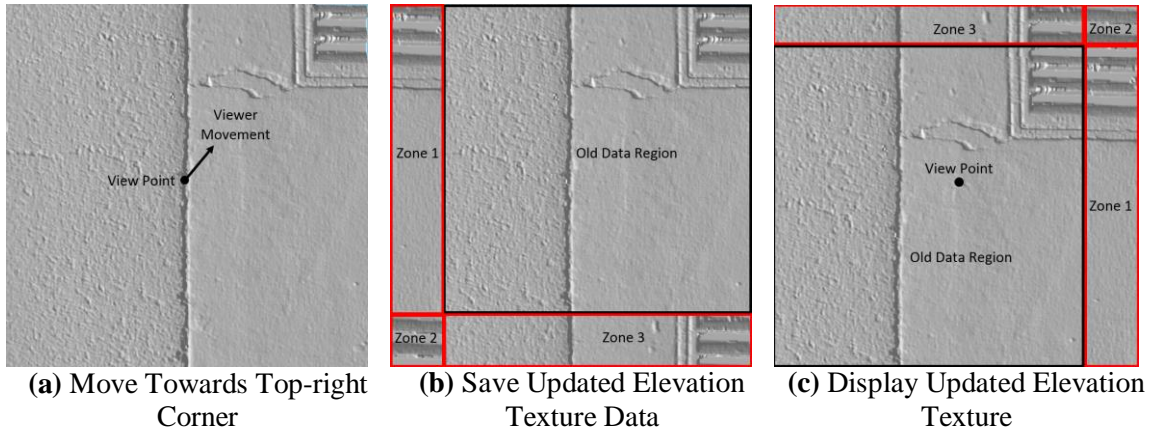 Viewer
Movement
View Point
(a) Move Towards Top-right
Corner
Zone 1
Old Data Region
Zone 2
Zone 3
(b) Save Updated Elevation
Texture Data
Zone 3
Zone 2
View Point
Zone 1
Old Data Region
(c) Display Updated Elevation
Texture